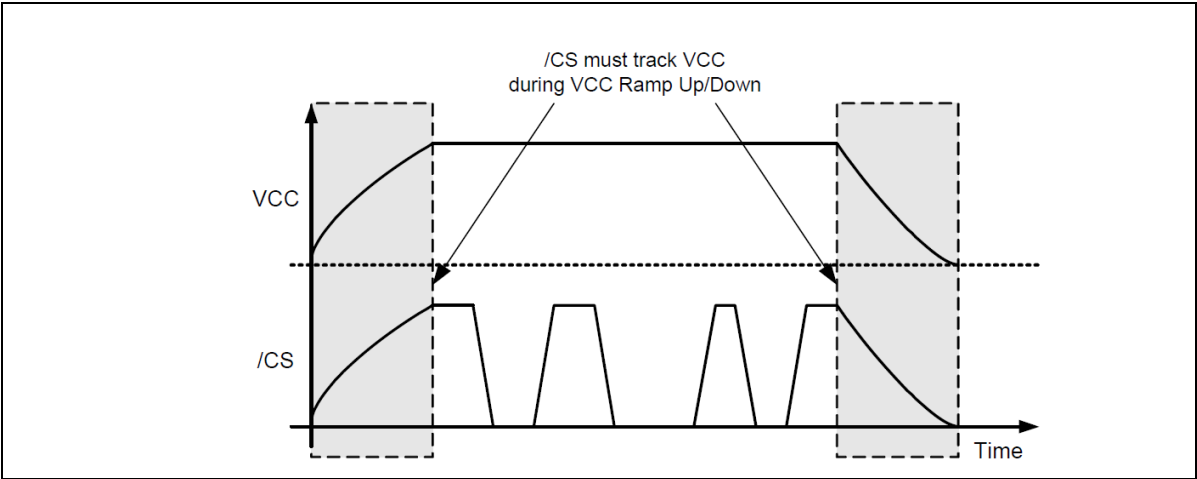 /CS must track VCC
during VCC Ramp Up/Down
VCC
/CS
Time